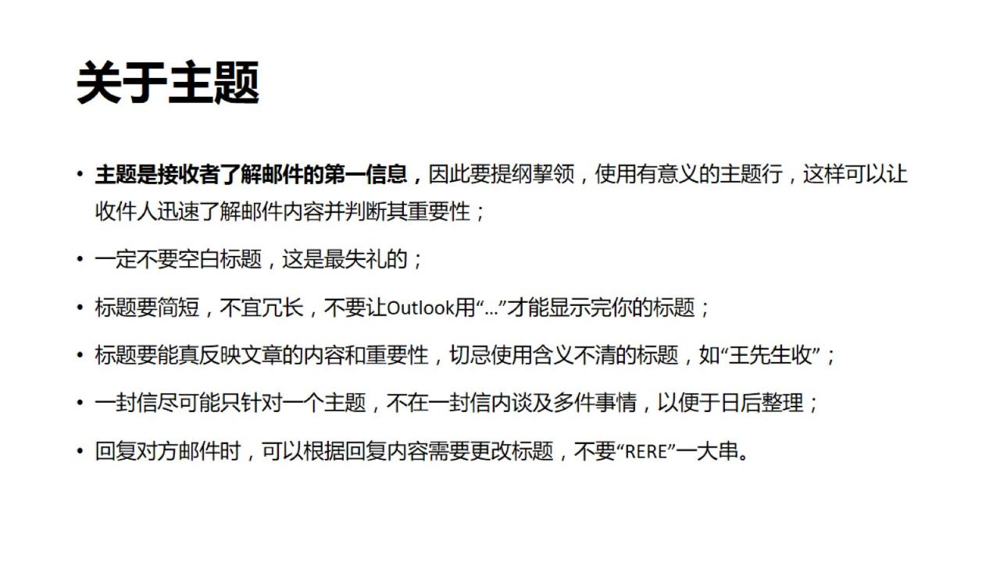 关于主题
• 主题是接收者了解邮件的第一信息，因此要提纲挈领，使用有意义的主题行，这样可以让
收件人迅速了解邮件内容并判断其重要性；
• 一定不要空白标题，这是最失礼的；
• 标题要简短，不宜冗长，不要让Outlook用“…”才能显示完你的标题；
• 标题要能真反映文章的内容和重要性，切忌使用含义不清的标题，如“王先生收”；
• 一封信尽可能只针对一个主题，不在一封信内谈及多件事情，以便于日后整理；
• 回复对方邮件时，可以根据回复内容需要更改标题，不要“RERE”一大串。